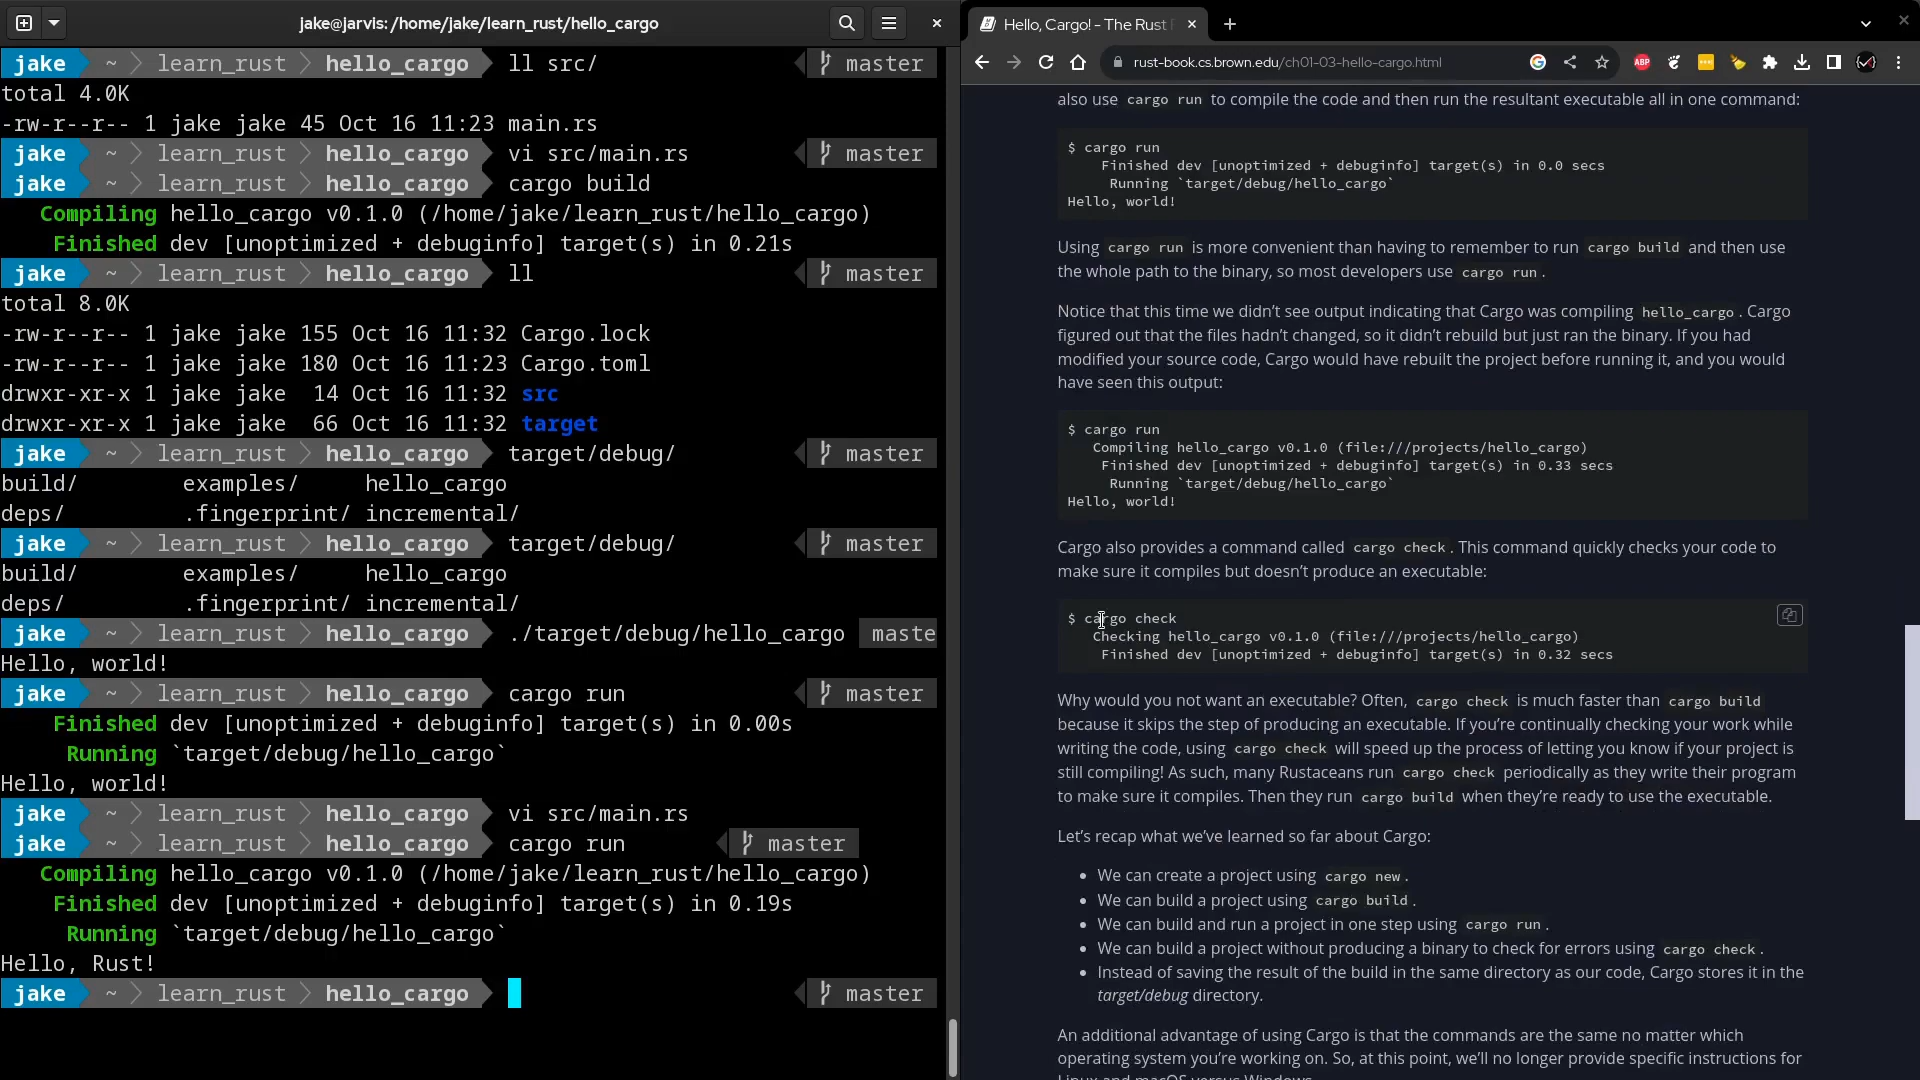 jake@jarvis:/home/jake/learn_rust/hello_cargo
jake ~ learn_rust hello_cargo ll src/ master
total 4.0K
-rw-r--r-- 1 jake jake 45 Oct 16 11:23 main.rs
jake ~ learn_rust hello_cargo vi src/main.rs master
jake ~ learn_rust hello_cargo cargo build master
Compiling hello_cargo v0.1.0 (/home/jake/learn_rust/hello_cargo)
Finished dev [unoptimized + debuginfo] target(s) in 0.21s
jake ~ learn_rust hello_cargo ll master
total 8.0K
-rw-r--r-- 1 jake jake 155 Oct 16 11:32 Cargo.lock
-rw-r--r-- 1 jake jake 180 Oct 16 11:23 Cargo.toml
drwxr-xr-x 1 jake jake 14 Oct 16 11:32 src
drwxr-xr-x 1 jake jake 66 Oct 16 11:32 target
jake ~ learn_rust hello_cargo target/debug/ master
build/ examples/ hello_cargo
deps/ .fingerprint/ incremental/
jake ~ learn_rust hello_cargo target/debug/ master
build/ examples/ hello_cargo
deps/ .fingerprint/ incremental/
jake ~ learn_rust hello_cargo ./target/debug/hello_cargo maste
Hello, world!
jake ~ learn_rust hello_cargo cargo run master
Finished dev [unoptimized + debuginfo] target(s) in 0.00s
Running `target/debug/hello_cargo`
Hello, world!
jake ~ learn_rust hello_cargo vi src/main.rs
jake ~ learn_rust hello_cargo cargo run master
Compiling hello_cargo v0.1.0 (/home/jake/learn_rust/hello_cargo)
Finished dev [unoptimized + debuginfo] target(s) in 0.19s
Running `target/debug/hello_cargo`
Hello, Rust!
jake ~ learn_rust hello_cargo master
Hello, Cargo! - The Rust
rust-book.cs.brown.edu/ch01-03-hello-cargo.html
ABP
also use cargo run to compile the code and then run the resultant executable all in one command:
$ cargo run
Finished dev [unoptimized + debuginfo] target(s) in 0.0 secs
Running `target/debug/hello_cargo`
Hello, world!
Using cargo run is more convenient than having to remember to run cargo build and then use
the whole path to the binary, so most developers use cargo run.
Notice that this time we didn’t see output indicating that Cargo was compiling hello_cargo. Cargo
figured out that the files hadn’t changed, so it didn’t rebuild but just ran the binary. If you had
modified your source code, Cargo would have rebuilt the project before running it, and you would
have seen this output:
$ cargo run
Compiling hello_cargo v0.1.0 (file:///projects/hello_cargo)
Finished dev [unoptimized + debuginfo] target(s) in 0.33 secs
Running `target/debug/hello_cargo`
Hello, world!
Cargo also provides a command called cargo check. This command quickly checks your code to
make sure it compiles but doesn’t produce an executable:
$ cargo check
Checking hello_cargo v0.1.0 (file:///projects/hello_cargo)
Finished dev [unoptimized + debuginfo] target(s) in 0.32 secs
Why would you not want an executable? Often, cargo check is much faster than cargo build
because it skips the step of producing an executable. If you’re continually checking your work while
writing the code, using cargo check will speed up the process of letting you know if your project is
still compiling! As such, many Rustaceans run cargo check periodically as they write their program
to make sure it compiles. Then they run cargo build when they’re ready to use the executable.
Let’s recap what we’ve learned so far about Cargo:
• We can create a project using cargo new.
• We can build a project using cargo build.
• We can build and run a project in one step using cargo run.
• We can build a project without producing a binary to check for errors using cargo check.
• Instead of saving the result of the build in the same directory as our code, Cargo stores it in the
target/debug directory.
An additional advantage of using Cargo is that the commands are the same no matter which
operating system you’re working on. So, at this point, we’ll no longer provide specific instructions for
Linux and macOS versus Windows.